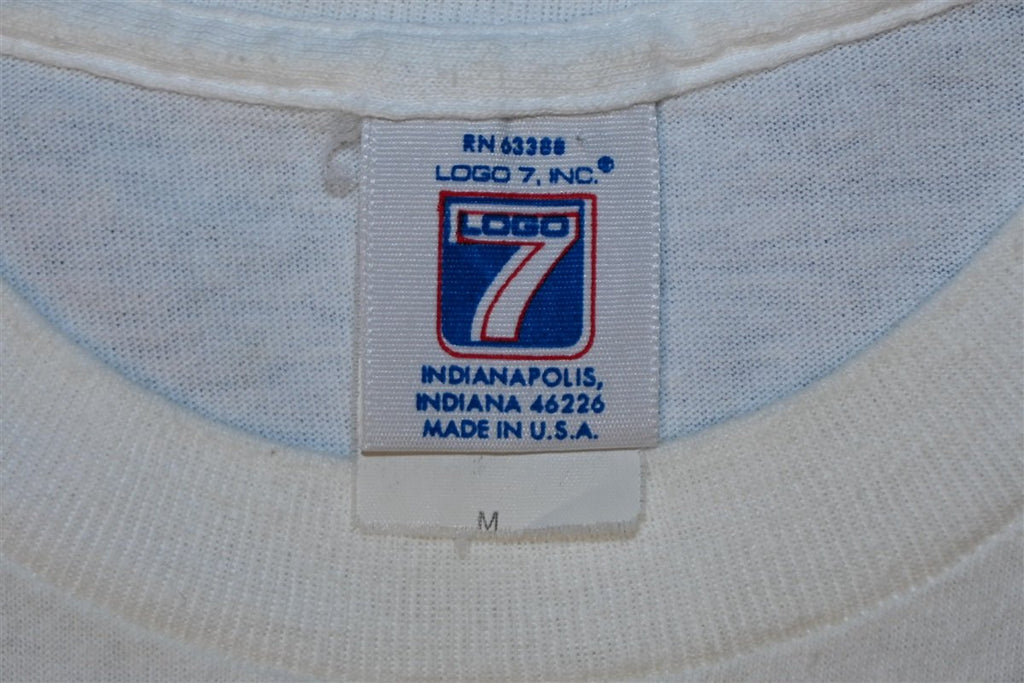 RN 63388
LOGO 7, INC.®
LOGO
7
INDIANAPOLIS,
INDIANA 46226
MADE IN U.S.A.
M